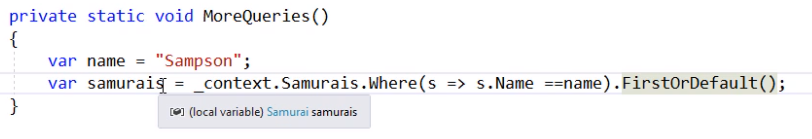 private static void MoreQueries()
{
var name = "Sampson";
var samurais = _context.Samurais.Where(s => s.Name ==name).FirstOrDefault();
(local variable) Samurai samurais
}